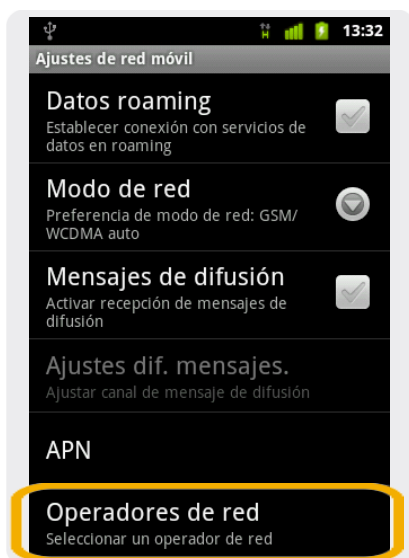 H 13:32
Ajustes de red móvil
Datos roaming
Establecer conexión con servicios de
datos en roaming
Modo de red
Preferencia de modo de red: GSM/
WCDMA auto
Mensajes de difusión
Activar recepción de mensajes de
difusión
Ajustes dif. mensajes.
Ajustar canal de mensaje de difusión
APN
Operadores de red
Seleccionar un operador de red